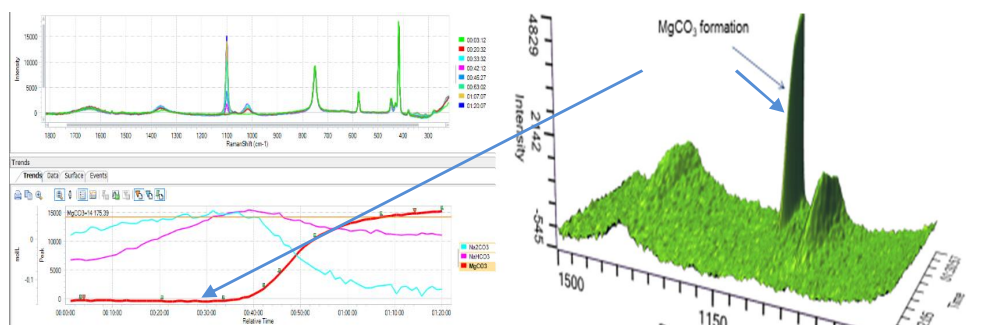 15000
10000
5000
0
Intensity
1800 1700 1600 1500 1400 1300 1200 1100 1000 900 800 700 600 500 400 300
RamanShift (cm-1)
00:03:12
00:20:32
00:33:32
00:42:12
00:45:27
00:63:02
01:07:07
01:20:07
Trends
Trends Data Surface Events
MgCO3=14 175.39
15000
10000
5000
0
Peak
0
-0.1
mol/L
00:00:00 00:10:00 00:20:00 00:30:00 00:40:00 00:50:00 01:00:00 01:10:00 01:20:00
Relative Time
Na2CO3
NaHCO3
MgCO3
MgCO₃ formation
4829
2142
-545
Intensity
1500
1150
Time